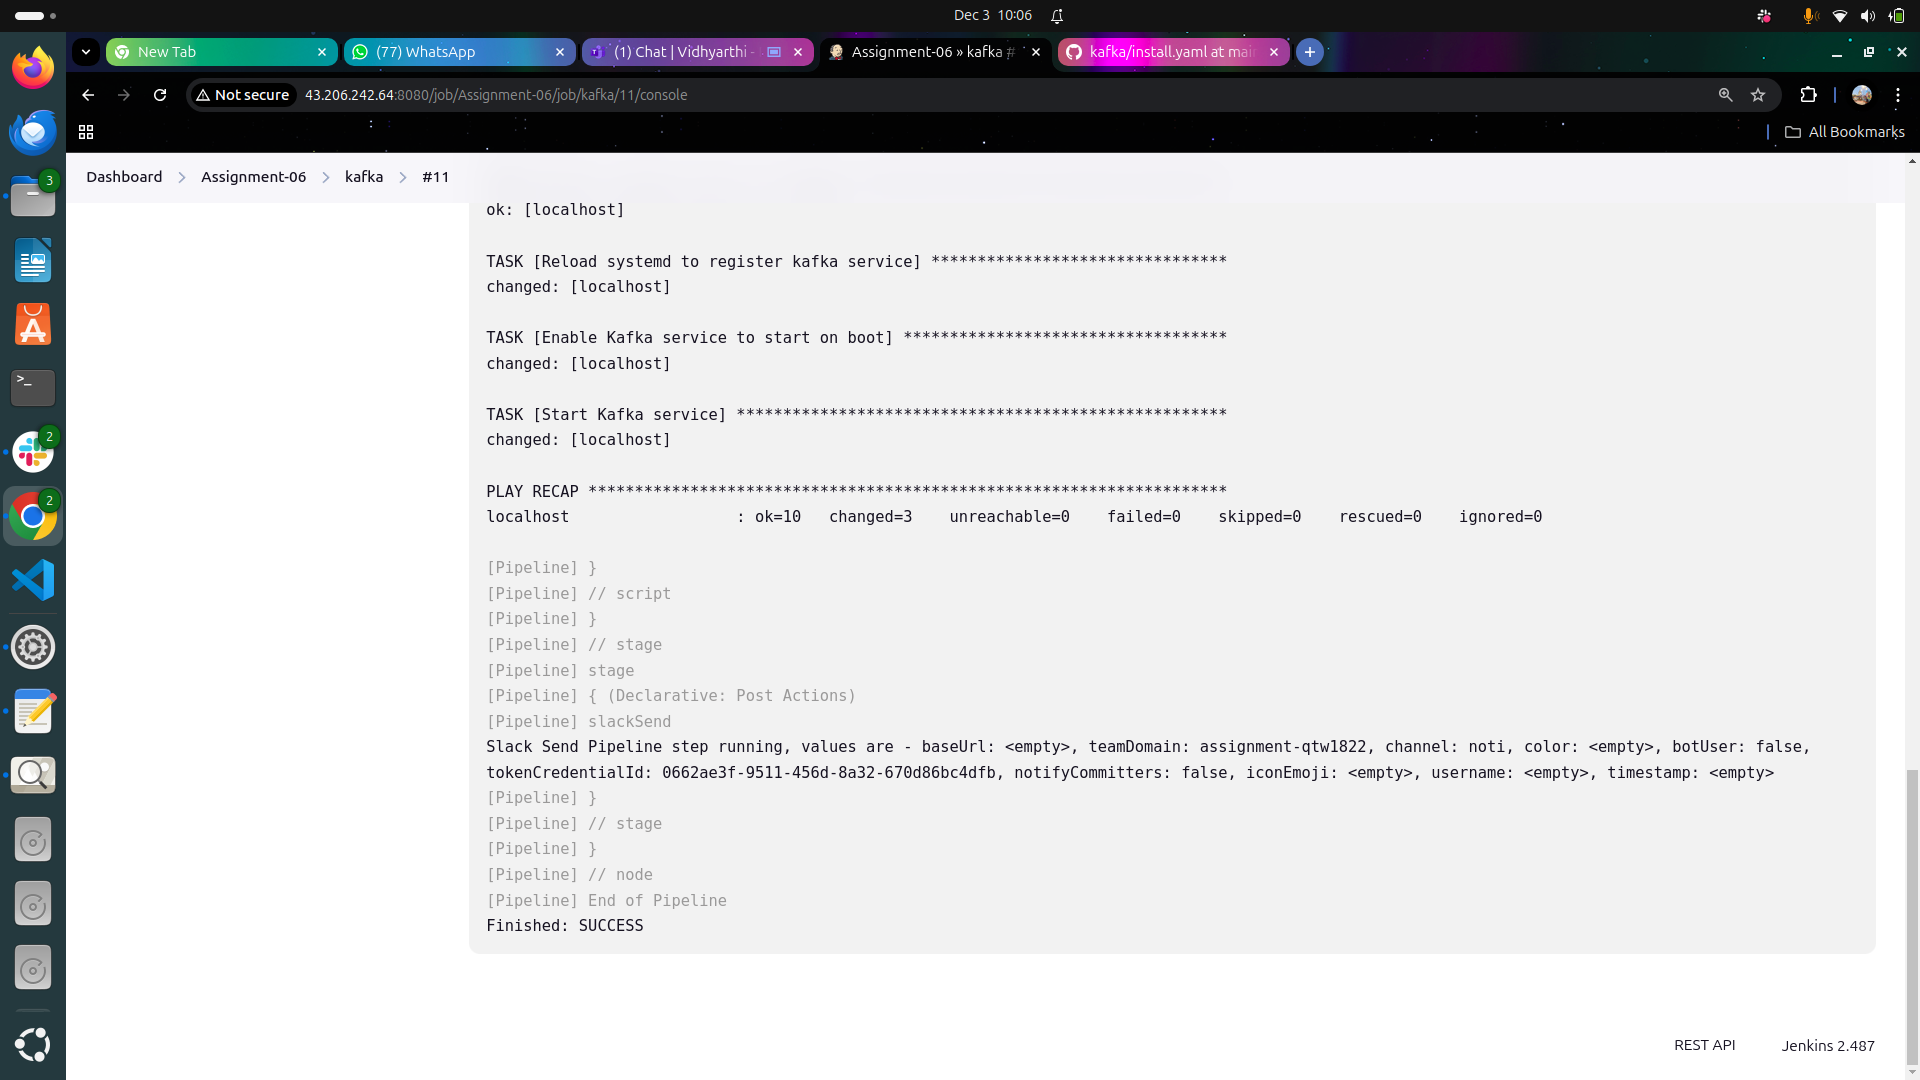 Dec 3  10:06
New Tab
(77) WhatsApp
(1) Chat | Vidhyarthi -
Assignment-06 » kafka #
kafka/install.yaml at mai
Not secure
43.206.242.64:8080/job/Assignment-06/job/kafka/11/console
All Bookmarks
3
2
2
Dashboard
Assignment-06
kafka
#11
ok: [localhost]
TASK [Reload systemd to register kafka service] ********************************
changed: [localhost]
TASK [Enable Kafka service to start on boot] ***********************************
changed: [localhost]
TASK [Start Kafka service] *****************************************************
changed: [localhost]
PLAY RECAP *********************************************************************
localhost                  : ok=10   changed=3    unreachable=0    failed=0    skipped=0    rescued=0    ignored=0
[Pipeline] }
[Pipeline] // script
[Pipeline] }
[Pipeline] // stage
[Pipeline] stage
[Pipeline] { (Declarative: Post Actions)
[Pipeline] slackSend
Slack Send Pipeline step running, values are - baseUrl: <empty>, teamDomain: assignment-qtw1822, channel: noti, color: <empty>, botUser: false,
tokenCredentialId: 0662ae3f-9511-456d-8a32-670d86bc4dfb, notifyCommitters: false, iconEmoji: <empty>, username: <empty>, timestamp: <empty>
[Pipeline] }
[Pipeline] // stage
[Pipeline] }
[Pipeline] // node
[Pipeline] End of Pipeline
Finished: SUCCESS
REST API
Jenkins 2.487